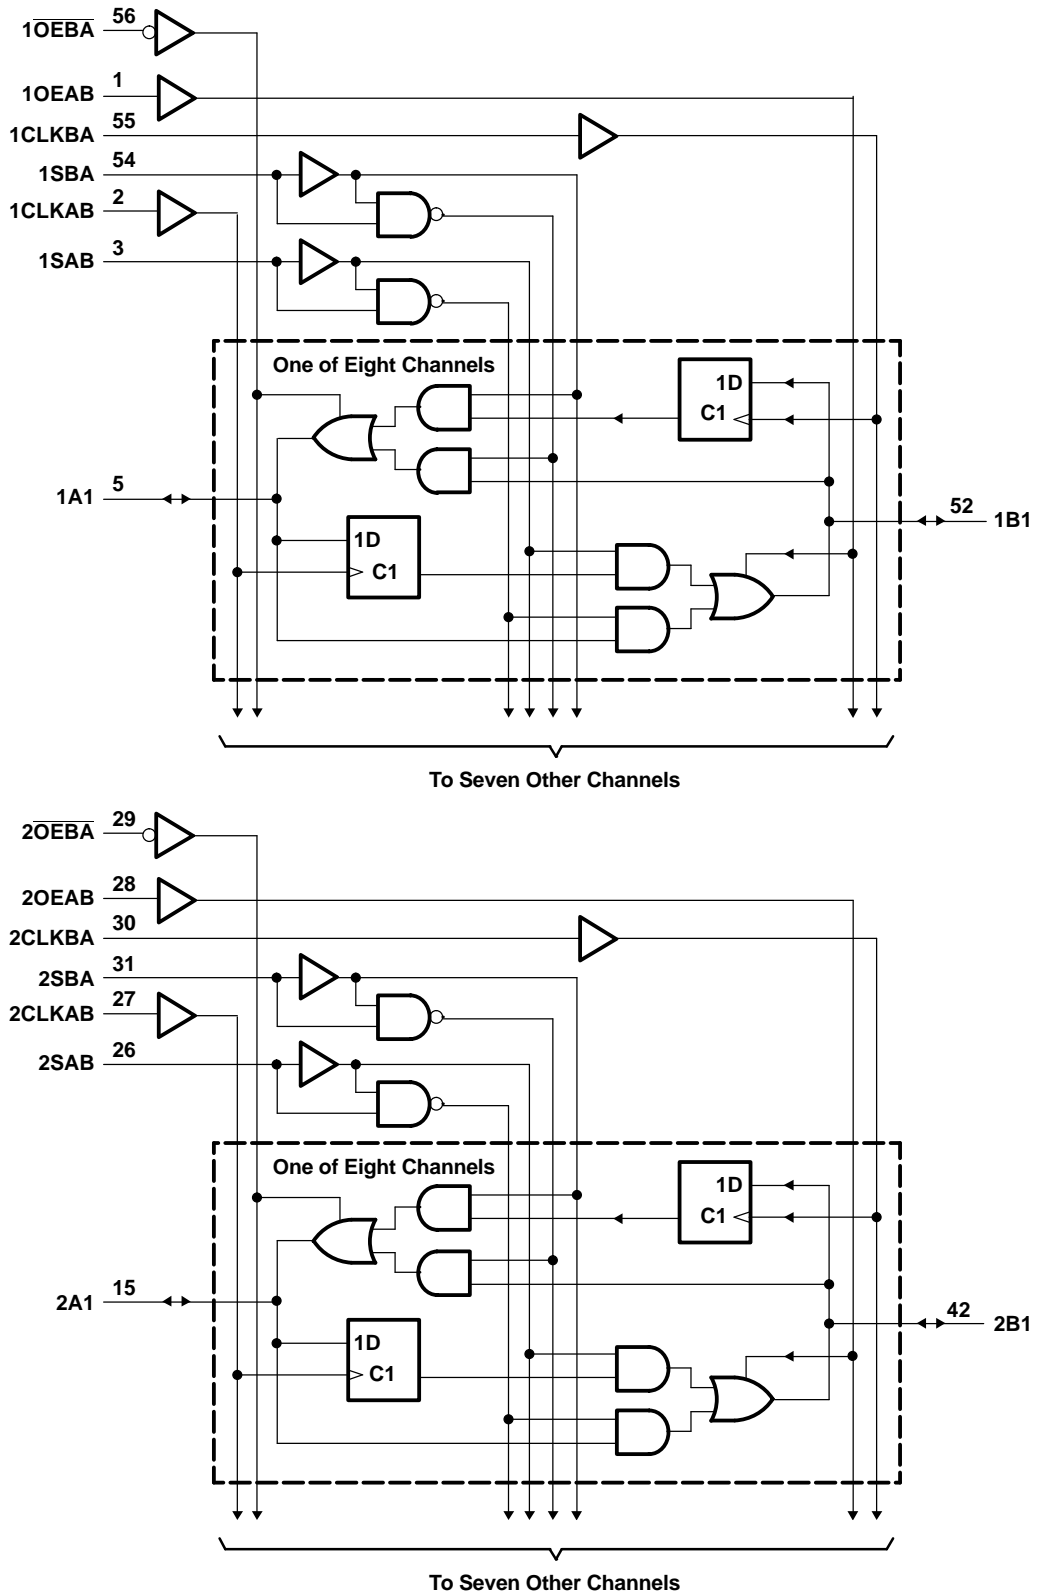 1OEBA 56
1OEAB 1
1CLKBA 55
1SBA 54
1CLKAB 2
1SAB 3
One of Eight Channels
1D
C1
1A1 5
52 1B1
1D
C1
To Seven Other Channels
2OEBA 29
2OEAB 28
2CLKBA 30
2SBA 31
2CLKAB 27
2SAB 26
One of Eight Channels
1D
C1
2A1 15
42 2B1
1D
C1
To Seven Other Channels